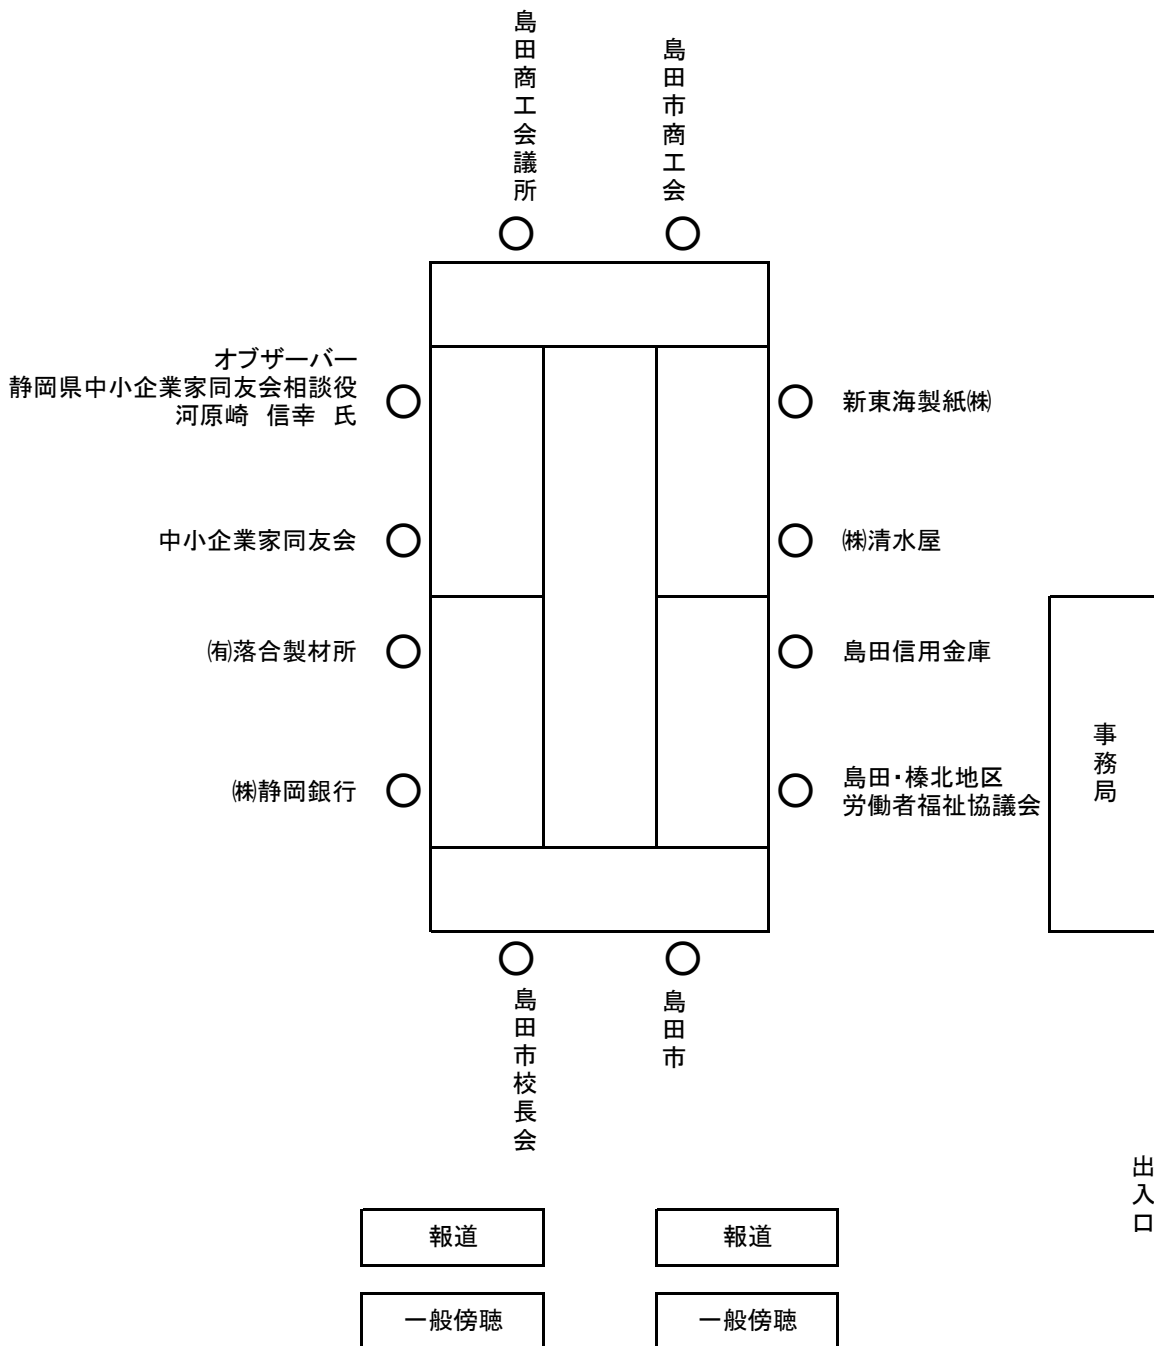 島田商工会議所
島田市商工会
オブザーバー
静岡県中小企業家同友会相談役
河原崎 信幸 氏
新東海製紙㈱
中小企業家同友会
㈱清水屋
㈲落合製材所
島田信用金庫
㈱静岡銀行
島田・榛北地区
労働者福祉協議会
事務局
島田市校長会
島田市
出入口
報道
報道
一般傍聴
一般傍聴